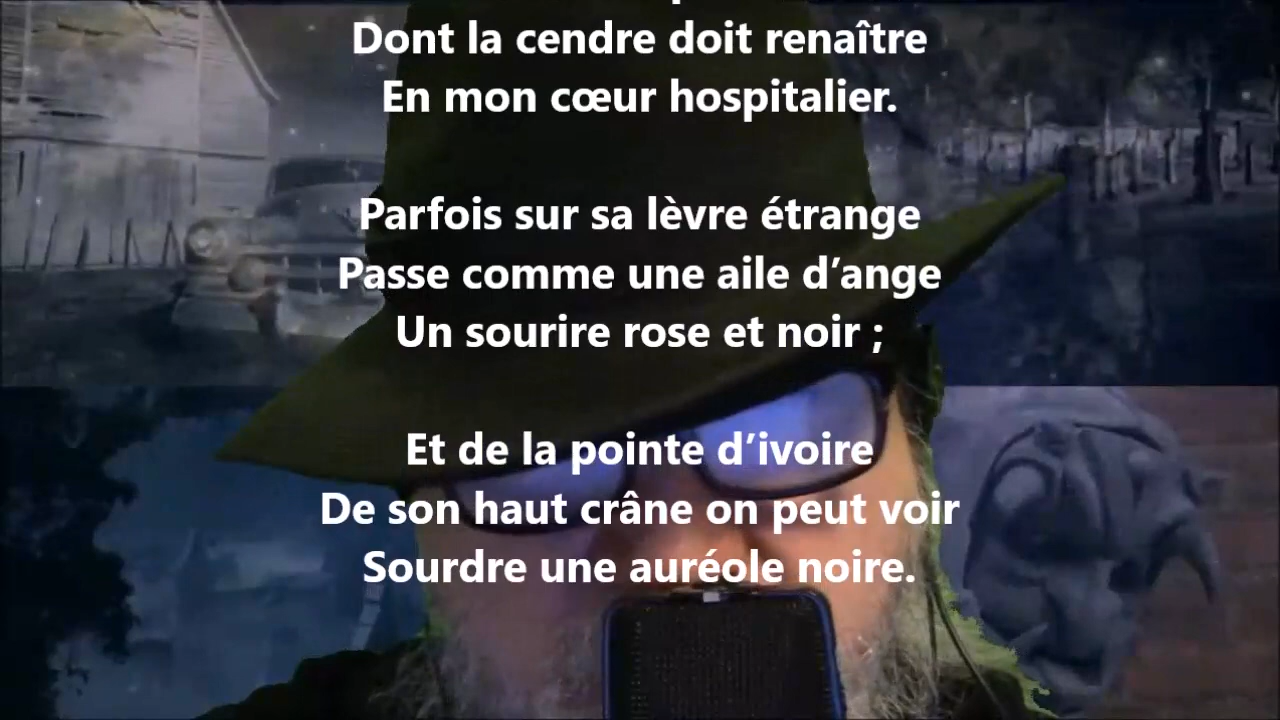 Dont la cendre doit renaître
En mon cœur hospitalier.
Parfois sur sa lèvre étrange
Passe comme une aile d’ange
Un sourire rose et noir ;
Et de la pointe d’ivoire
De son haut crâne on peut voir
Sourdre une auréole noire.